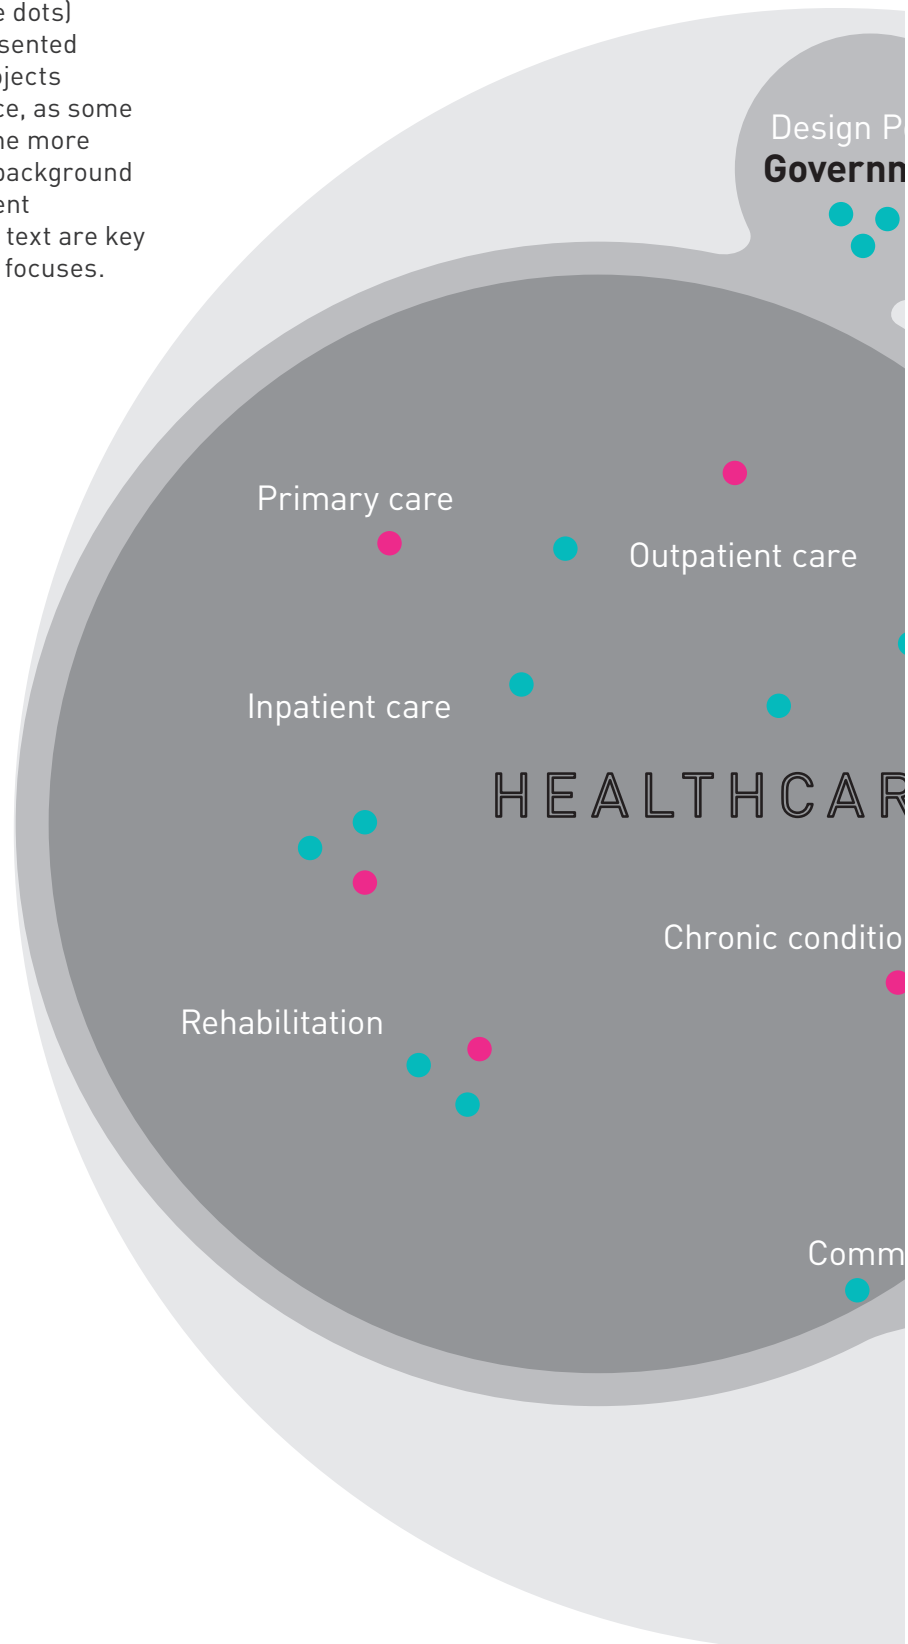 e dots)
sented
jects
ce, as some
ne more
background
ent
text are key
focuses.
Design P
Governm
Primary care
Outpatient care
Inpatient care
HEALTHCAR
Chronic conditio
Rehabilitation
Comm